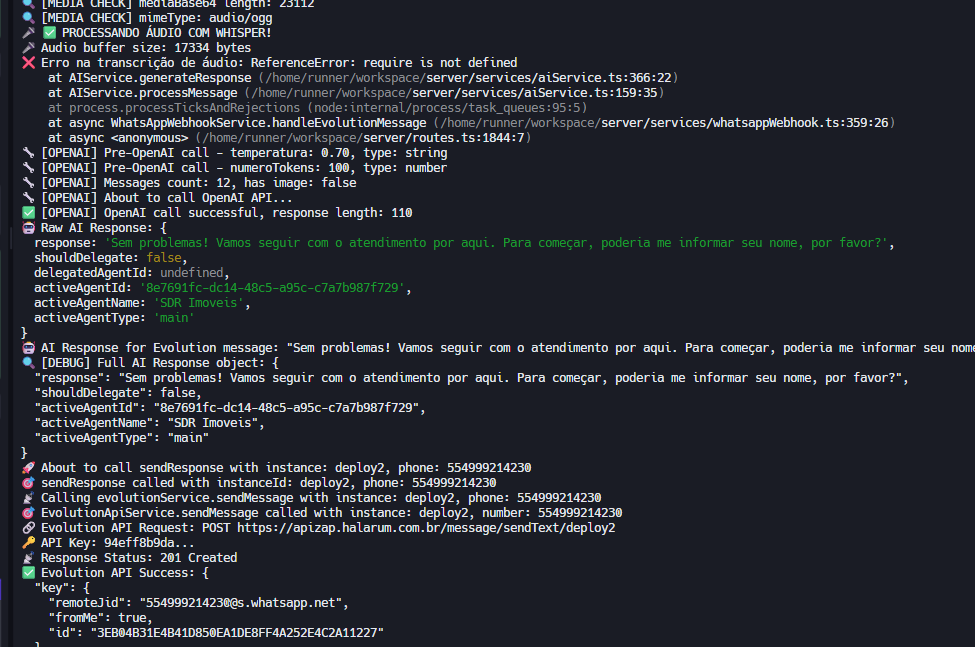 🔍 [MEDIA CHECK] mediaBase64 length: 23112
🔍 [MEDIA CHECK] mimeType: audio/ogg
🎤 ✅ PROCESSANDO ÁUDIO COM WHISPER!
🎤 Audio buffer size: 17334 bytes
❌ Erro na transcrição de áudio: ReferenceError: require is not defined
at AIService.generateResponse (/home/runner/workspace/server/services/aiService.ts:366:22)
at AIService.processMessage (/home/runner/workspace/server/services/aiService.ts:159:35)
at process.processTicksAndRejections (node:internal/process/task_queues:95:5)
at async WhatsAppWebhookService.handleEvolutionMessage (/home/runner/workspace/server/services/whatsappWebhook.ts:359:26)
at async <anonymous> (/home/runner/workspace/server/routes.ts:1844:7)
🔧 [OPENAI] Pre-OpenAI call - temperatura: 0.70, type: string
🔧 [OPENAI] Pre-OpenAI call - numeroTokens: 100, type: number
🔧 [OPENAI] Messages count: 12, has image: false
🔧 [OPENAI] About to call OpenAI API...
✅ [OPENAI] OpenAI call successful, response length: 110
🤖 Raw AI Response: {
response: 'Sem problemas! Vamos seguir com o atendimento por aqui. Para começar, poderia me informar seu nome, por favor?',
shouldDelegate: false,
delegatedAgentId: undefined,
activeAgentId: '8e7691fc-dc14-48c5-a95c-c7a7b987f729',
activeAgentName: 'SDR Imoveis',
activeAgentType: 'main'
}
🤖 AI Response for Evolution message: "Sem problemas! Vamos seguir com o atendimento por aqui. Para começar, poderia me informar seu nome
🔍 [DEBUG] Full AI Response object: {
"response": "Sem problemas! Vamos seguir com o atendimento por aqui. Para começar, poderia me informar seu nome, por favor?",
"shouldDelegate": false,
"activeAgentId": "8e7691fc-dc14-48c5-a95c-c7a7b987f729",
"activeAgentName": "SDR Imoveis",
"activeAgentType": "main"
}
🚀 About to call sendResponse with instance: deploy2, phone: 554999214230
🎯 sendResponse called with instanceId: deploy2, phone: 554999214230
📡 Calling evolutionService.sendMessage with instance: deploy2, phone: 554999214230
🎯 EvolutionApiService.sendMessage called with instance: deploy2, number: 554999214230
🔗 Evolution API Request: POST https://apizap.halarum.com.br/message/sendText/deploy2
🔑 API Key: 94eff8b9da...
📡 Response Status: 201 Created
✅ Evolution API Success: {
"key": {
"remoteJid": "554999214230@s.whatsapp.net",
"fromMe": true,
"id": "3EB04B31E4B41D850EA1DE8FF4A252E4C2A11227"